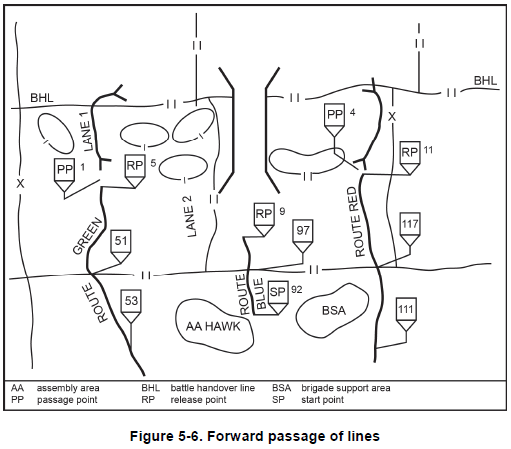 BHL
BHL
LANE 1
PP 4
X
PP 1
RP 5
RP 11
X
LANE 2
ROUTE RED
RP 9
GREEN
51
97
117
ROUTE
53
ROUTE BLUE
SP 92
AA HAWK
BSA
111
AA assembly area BHL battle handover line BSA brigade support area
PP passage point RP release point SP start point
Figure 5-6. Forward passage of lines